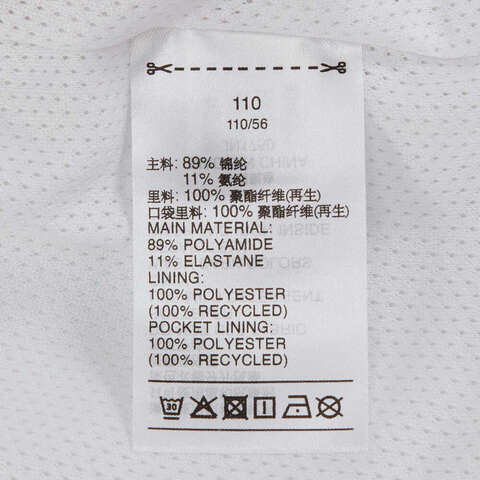 110
110/56
主料: 89% 锦纶
11% 氨纶
里料: 100% 聚酯纤维(再生)
口袋里料: 100% 聚酯纤维(再生)
MAIN MATERIAL:
89% POLYAMIDE
11% ELASTANE
LINING:
100% POLYESTER
(100% RECYCLED)
POCKET LINING:
100% POLYESTER
(100% RECYCLED)
30